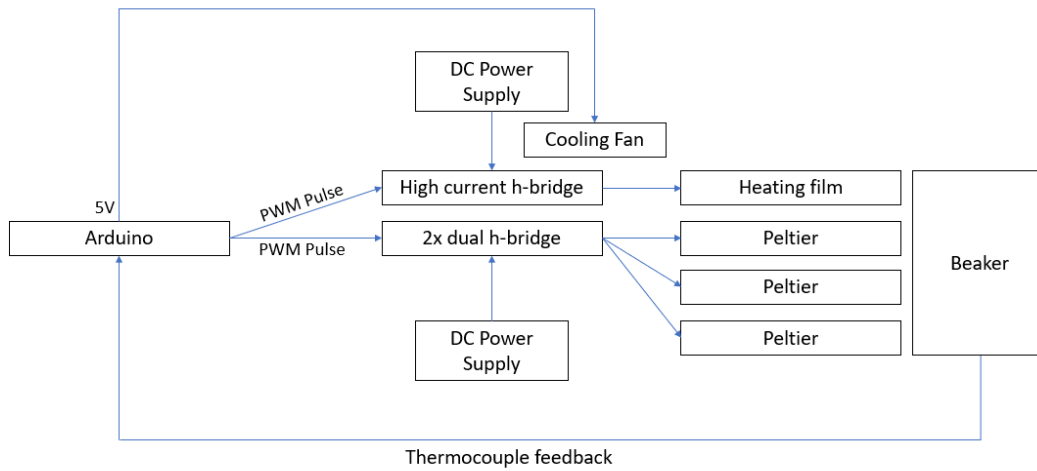 DC Power
Supply
Cooling Fan
5V
PWM Pulse
High current h-bridge
Heating film
Arduino
PWM Pulse
2x dual h-bridge
Peltier
Beaker
Peltier
Peltier
DC Power
Supply
Thermocouple feedback